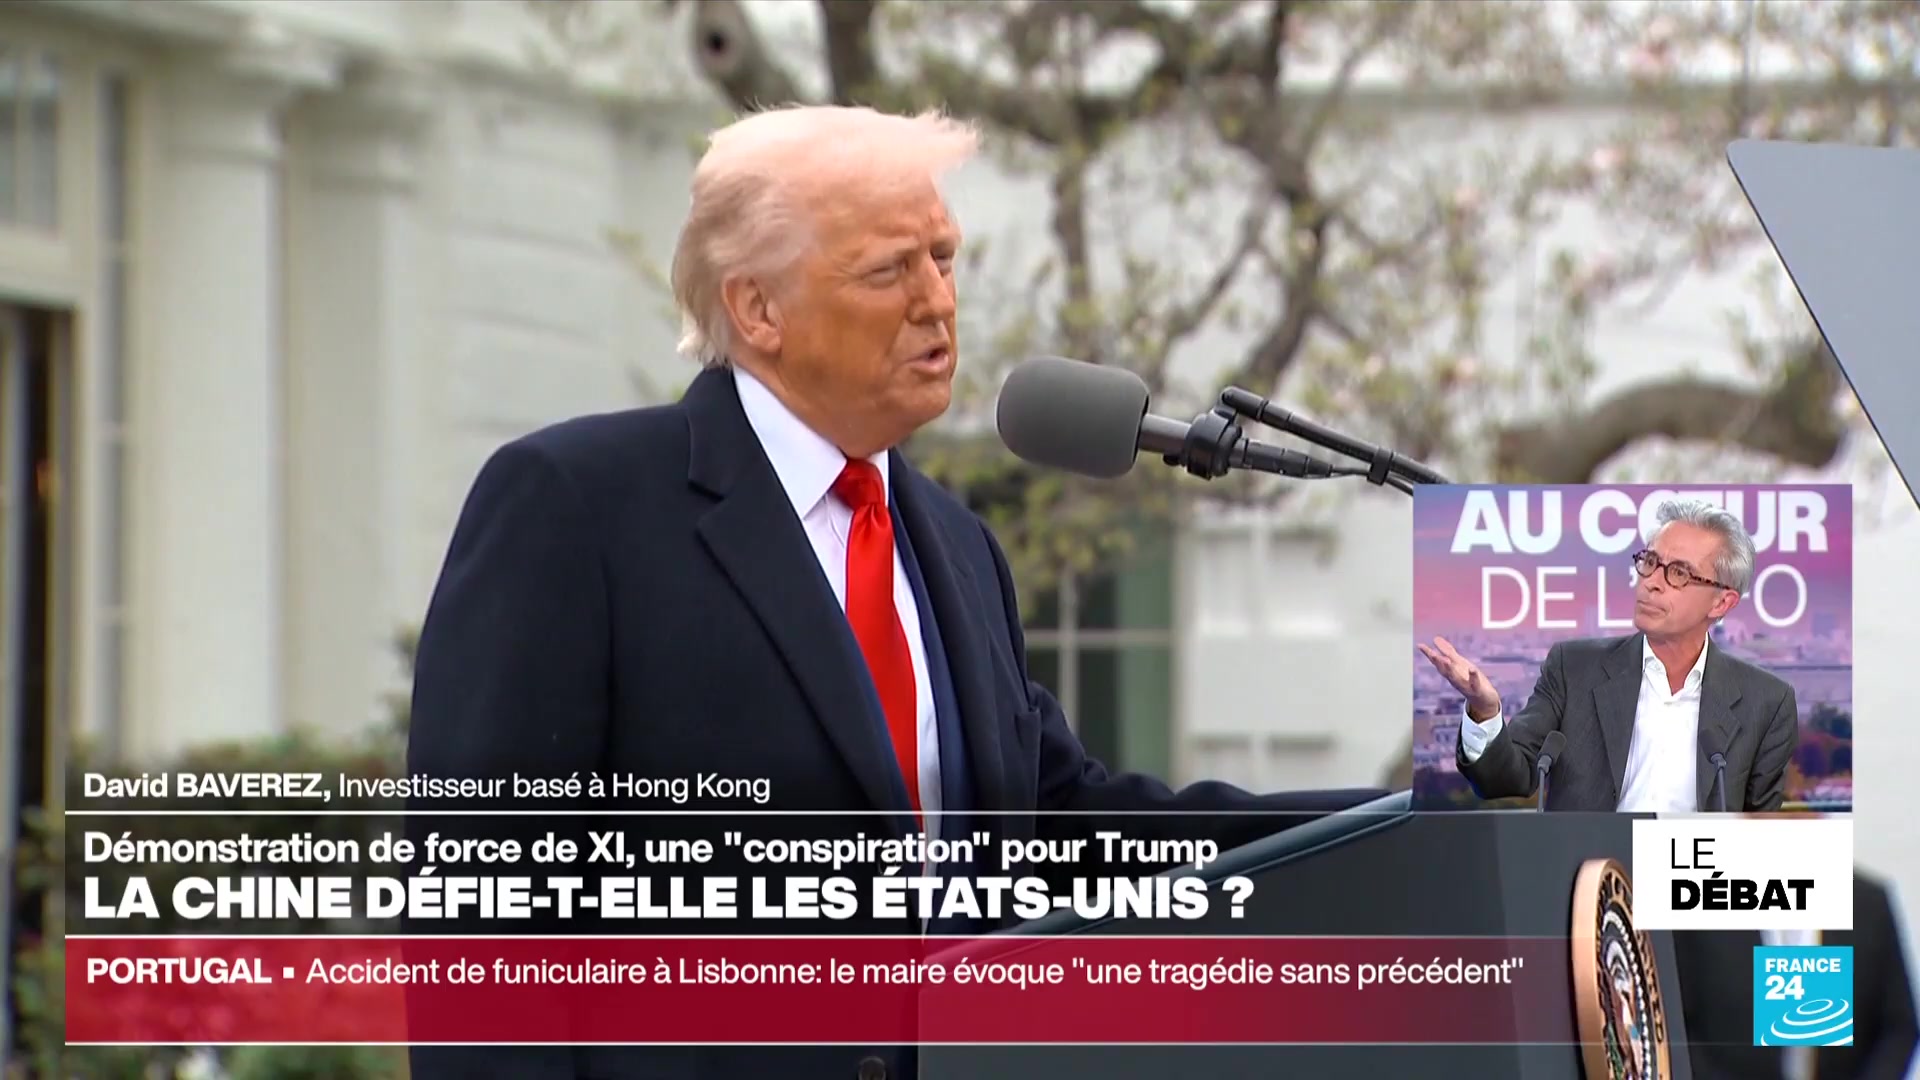 AU CŒUR
DE L'
O
David BAVEREZ, Investisseur basé à Hong Kong
Démonstration de force de XI, une "conspiration" pour Trump
LA CHINE DÉFIE-T-ELLE LES ÉTATS-UNIS ?
LE
DÉBAT
PORTUGAL ▪ Accident de funiculaire à Lisbonne: le maire évoque "une tragédie sans précédent"
FRANCE
24